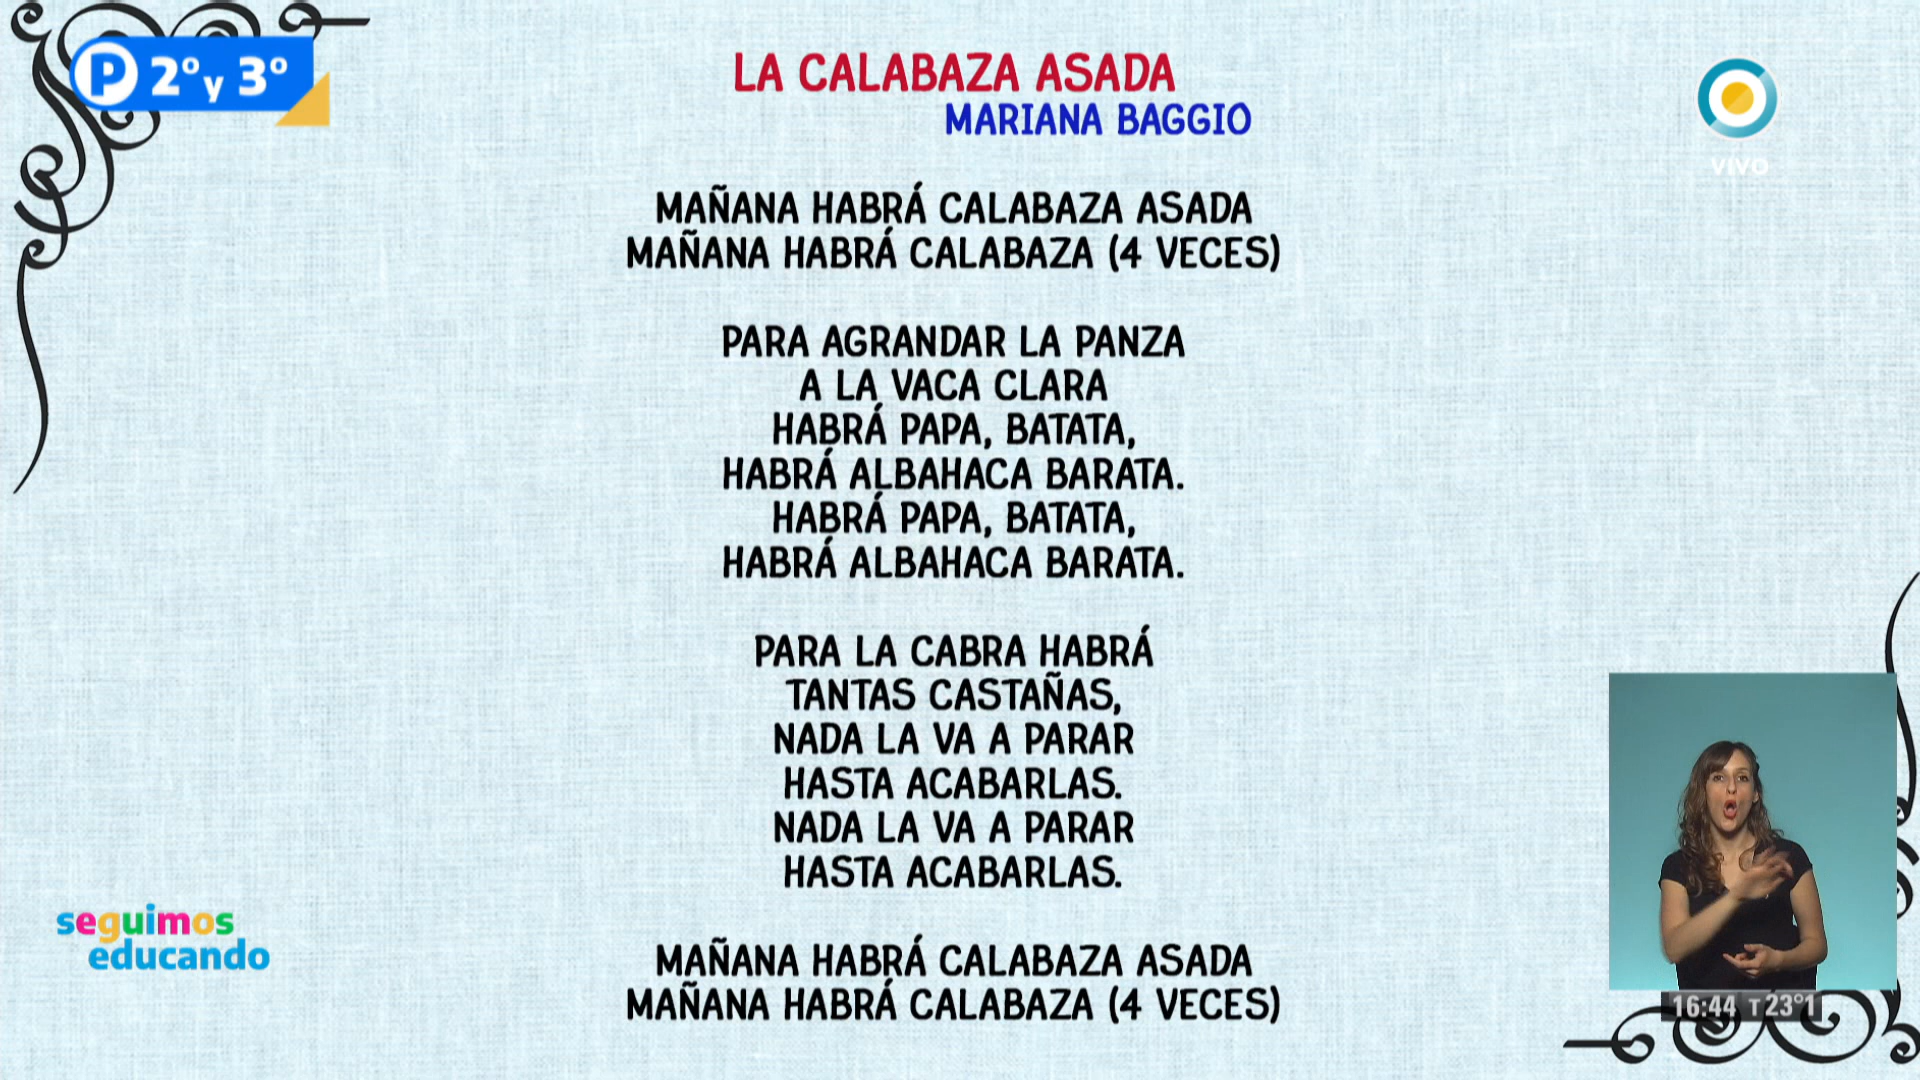 P 2° y 3°
LA CALABAZA ASADA
MARIANA BAGGIO
VIVO
MAÑANA HABRÁ CALABAZA ASADA
MAÑANA HABRÁ CALABAZA (4 VECES)
PARA AGRANDAR LA PANZA
A LA VACA CLARA
HABRÁ PAPA, BATATA,
HABRÁ ALBAHACA BARATA.
HABRÁ PAPA, BATATA,
HABRÁ ALBAHACA BARATA.
PARA LA CABRA HABRÁ
TANTAS CASTAÑAS,
NADA LA VA A PARAR
HASTA ACABARLAS.
NADA LA VA A PARAR
HASTA ACABARLAS.
MAÑANA HABRÁ CALABAZA ASADA
MAÑANA HABRÁ CALABAZA (4 VECES)
seguimos
educando
16:44 T 23°1